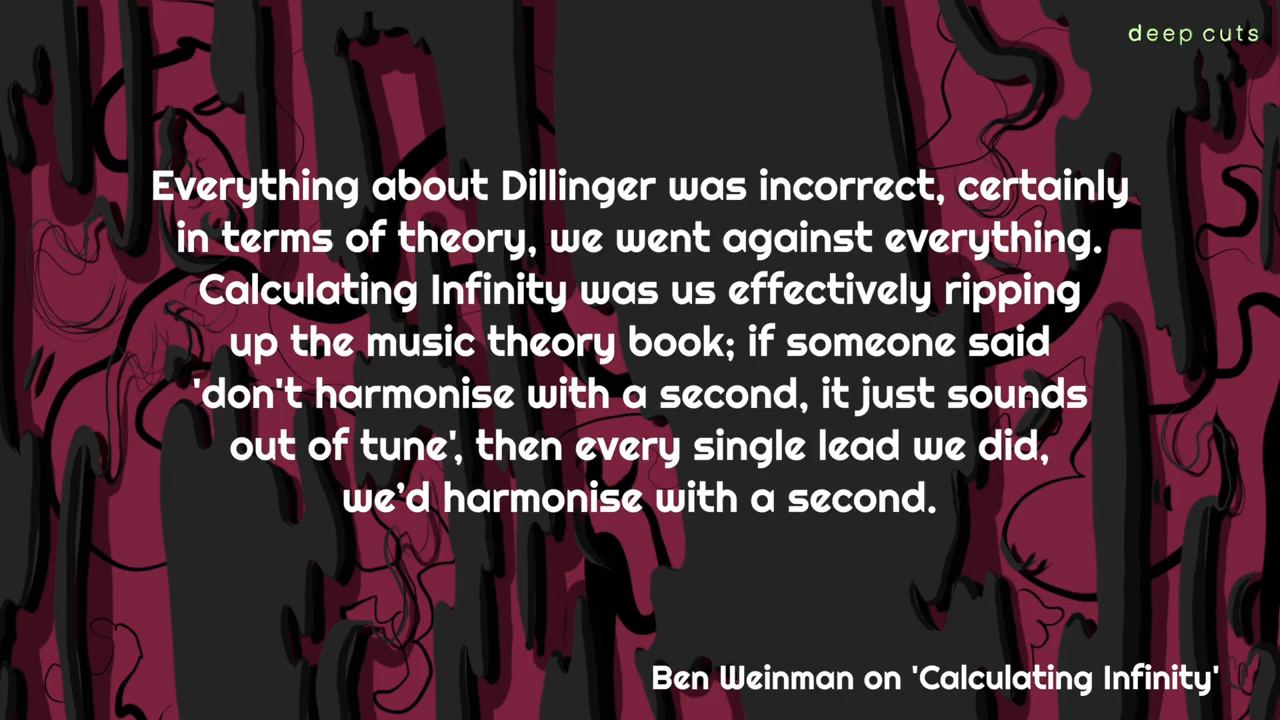 deep cuts
Everything about Dillinger was incorrect, certainly
in terms of theory, we went against everything.
Calculating Infinity was us effectively ripping
up the music theory book; if someone said
'don't harmonise with a second, it just sounds
out of tune', then every single lead we did,
we’d harmonise with a second.
Ben Weinman on 'Calculating Infinity'